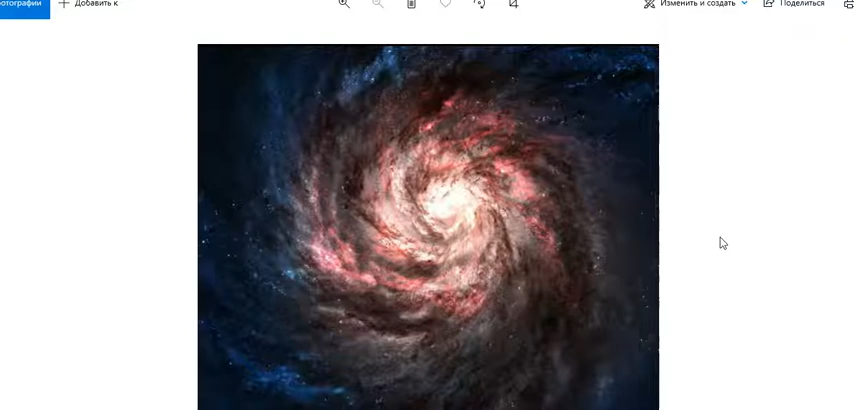 отографии
Добавить к
Изменить и создать
Поделиться